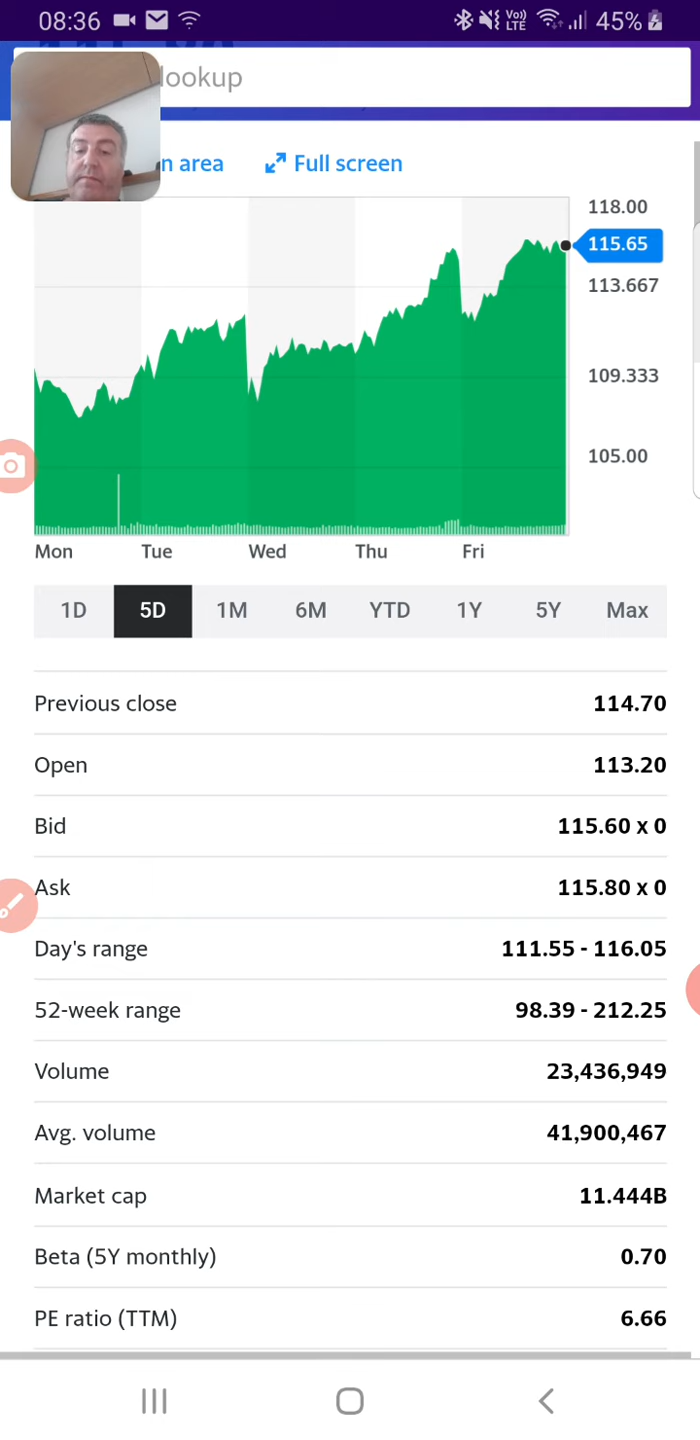 08:36 Vo) LTE 45%
lookup
n area Full screen
118.00
115.65
113.667
109.333
105.00
Mon Tue Wed Thu Fri
1D 5D 1M 6M YTD 1Y 5Y Max
Previous close 114.70
Open 113.20
Bid 115.60 x 0
Ask 115.80 x 0
Day's range 111.55 - 116.05
52-week range 98.39 - 212.25
Volume 23,436,949
Avg. volume 41,900,467
Market cap 11.444B
Beta (5Y monthly) 0.70
PE ratio (TTM) 6.66